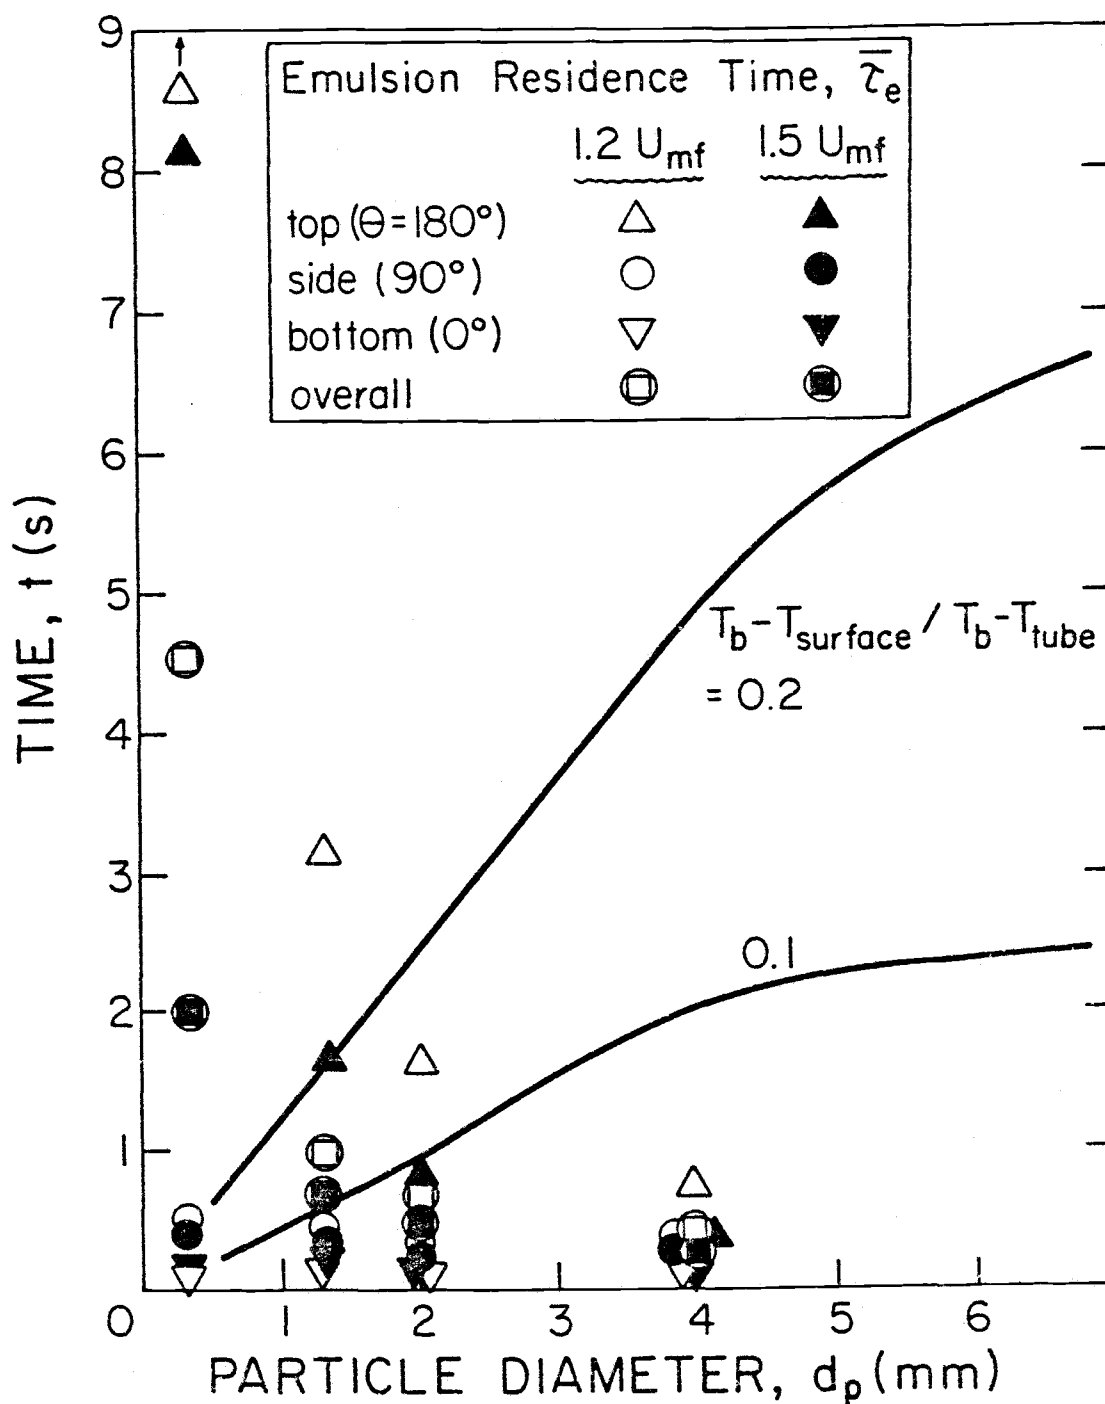 9
8
7
6
5
4
3
2
1
0
1
2
3
4
5
6
TIME, t (s)
PARTICLE DIAMETER, dp (mm)
Emulsion Residence Time, τ̅e
1.2 Umf 1.5 Umf
top (θ=180°)
side (90°)
bottom (0°)
overall
Tb-Tsurface / Tb-Ttube
= 0.2
0.1